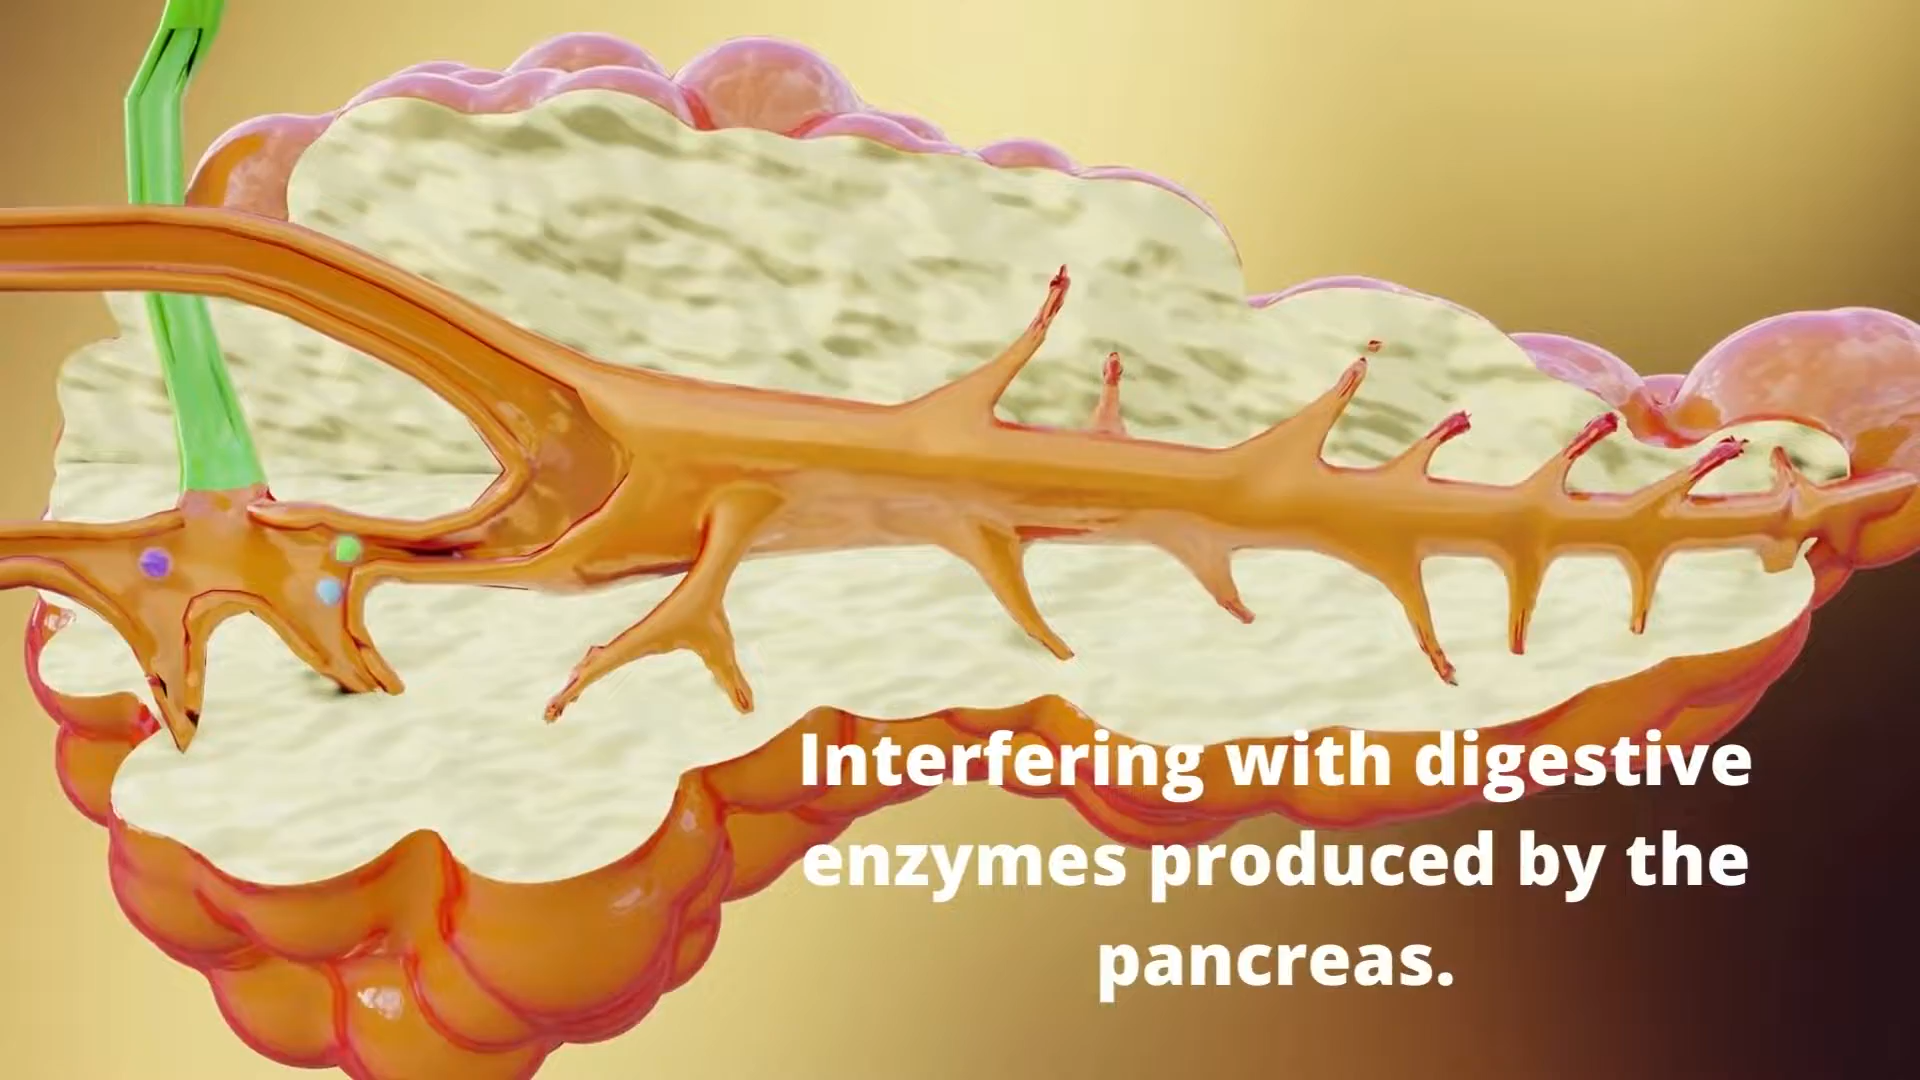 Interfering with digestive
enzymes produced by the
pancreas.